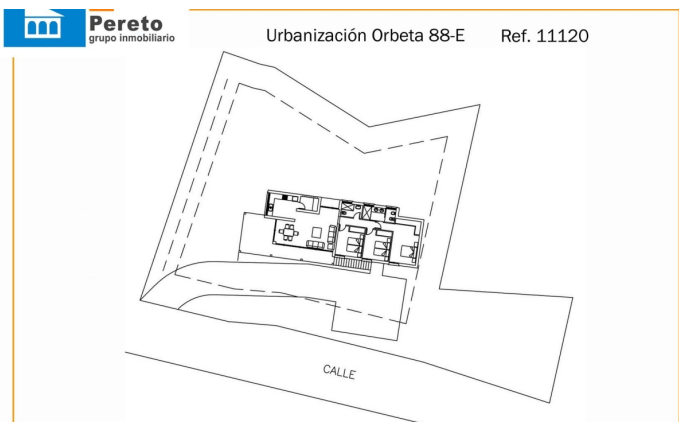 Pereto
grupo inmobiliario
Urbanización Orbeta 88-E Ref. 11120
CALLE